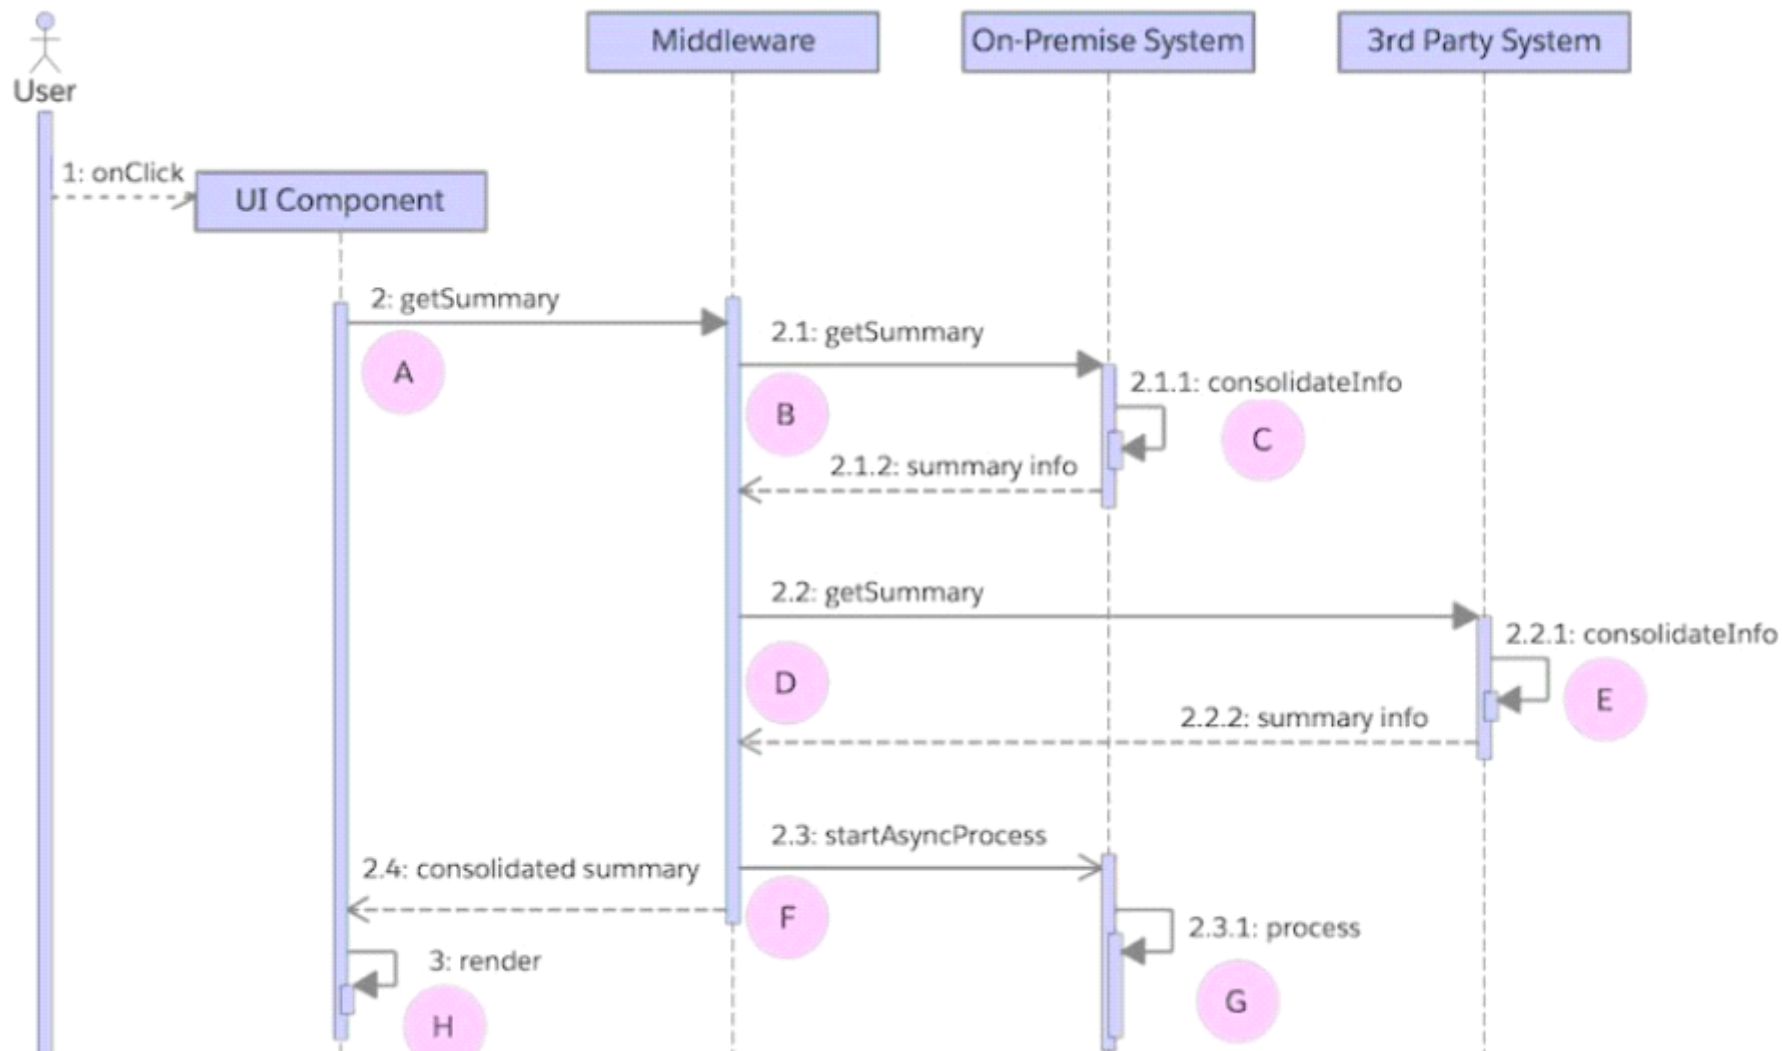 Middleware
On-Premise System
3rd Party System
User
1: onClick
UI Component
2: getSummary
A
2.1: getSummary
B
2.1.1: consolidateInfo
C
2.1.2: summary info
2.2: getSummary
2.2.1: consolidateInfo
D
E
2.2.2: summary info
2.3: startAsyncProcess
2.4: consolidated summary
F
2.3.1: process
3: render
G
H